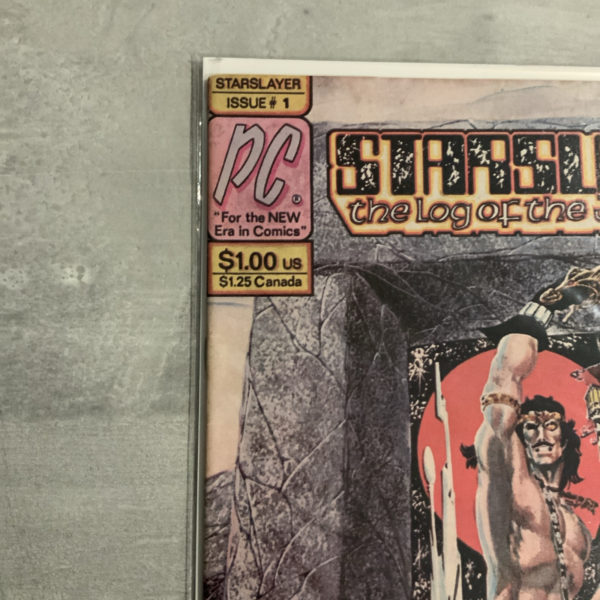 STARSLAYER
ISSUE # 1
PC®
"For the NEW
Era in Comics"
$1.00 US
$1.25 Canada
STARSL
the Log of the J